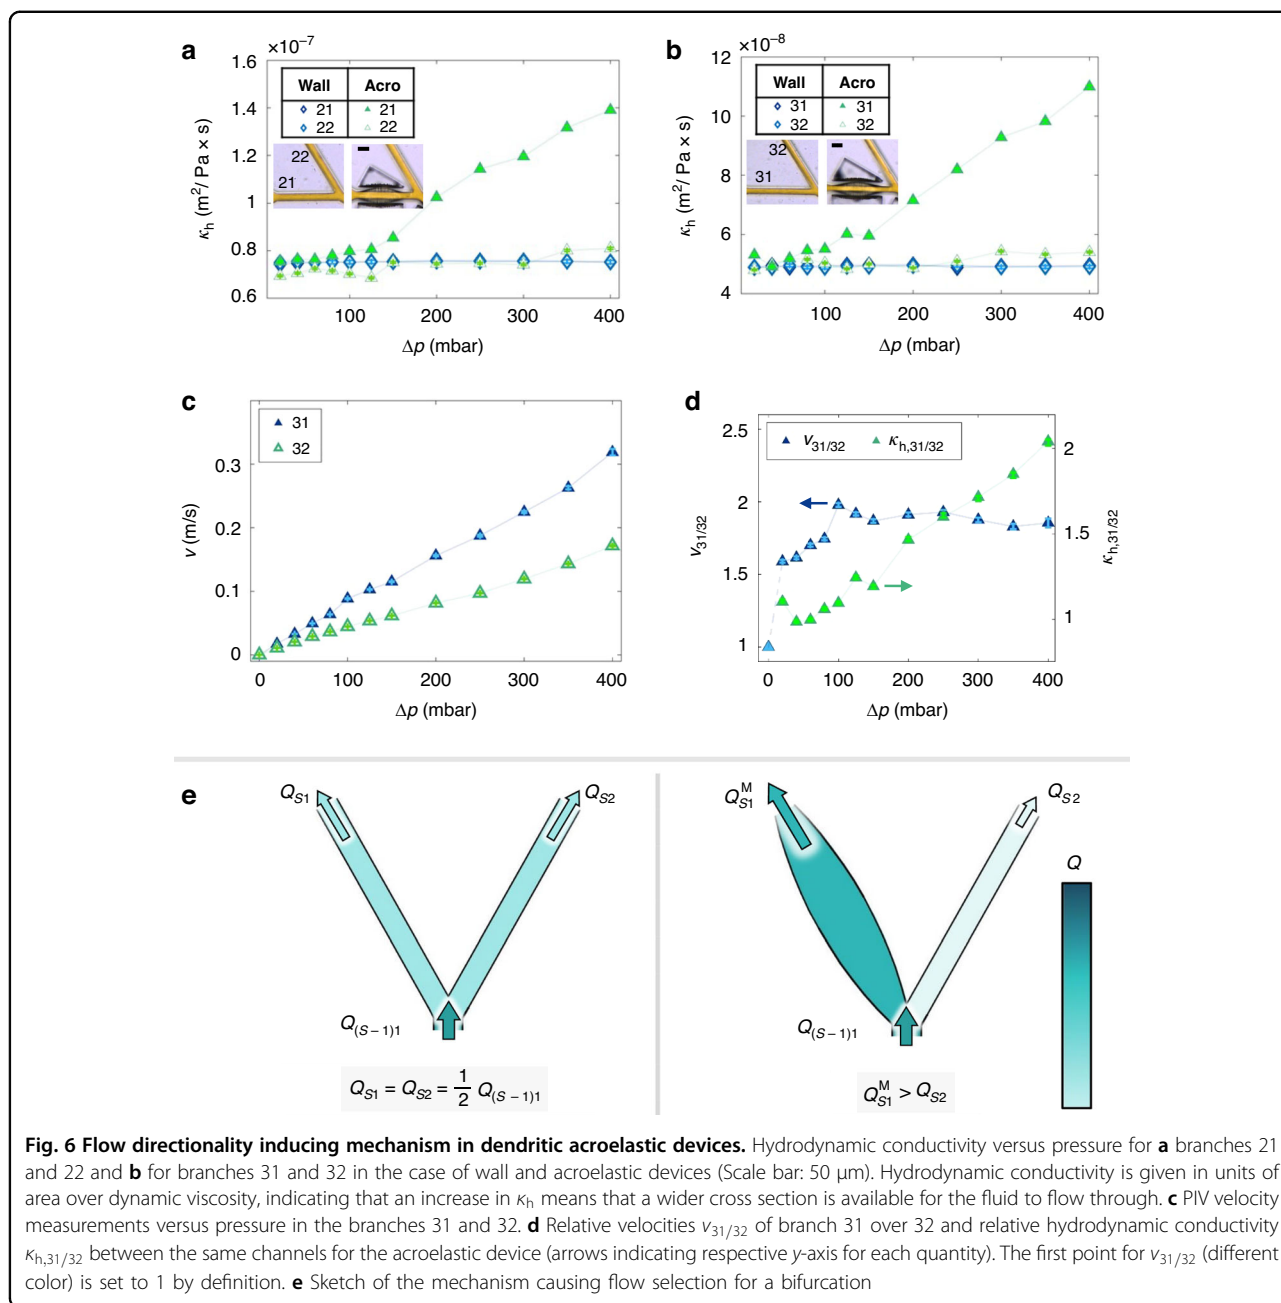 a
×10⁻⁷
1.6
1.4
1.2
1
0.8
0.6
κh (m²/ Pa × s)
Wall Acro
21 21
22 22
22
21
100 200 300 400
Δp (mbar)
b
×10⁻⁸
12
10
8
6
4
κh (m²/ Pa × s)
Wall Acro
31 31
32 32
32
31
100 200 300 400
Δp (mbar)
c
31
32
0.3
0.2
0.1
0
v (m/s)
0 100 200 300 400
Δp (mbar)
d
v31/32 κh,31/32
2.5
2
1.5
1
v31/32
2
1.5
1
κh,31/32
0 100 200 300 400
Δp (mbar)
e
QS1 QS2
Q(S−1)1
QS1 = QS2 = 1/2 Q(S−1)1
QᴹS1 QS2
Q(S−1)1
QᴹS1 > QS2
Q
Fig. 6 Flow directionality inducing mechanism in dendritic acroelastic devices. Hydrodynamic conductivity versus pressure for a branches 21
and 22 and b for branches 31 and 32 in the case of wall and acroelastic devices (Scale bar: 50 μm). Hydrodynamic conductivity is given in units of
area over dynamic viscosity, indicating that an increase in κh means that a wider cross section is available for the fluid to flow through. c PIV velocity
measurements versus pressure in the branches 31 and 32. d Relative velocities v31/32 of branch 31 over 32 and relative hydrodynamic conductivity
κh,31/32 between the same channels for the acroelastic device (arrows indicating respective y-axis for each quantity). The first point for v31/32 (different
color) is set to 1 by definition. e Sketch of the mechanism causing flow selection for a bifurcation